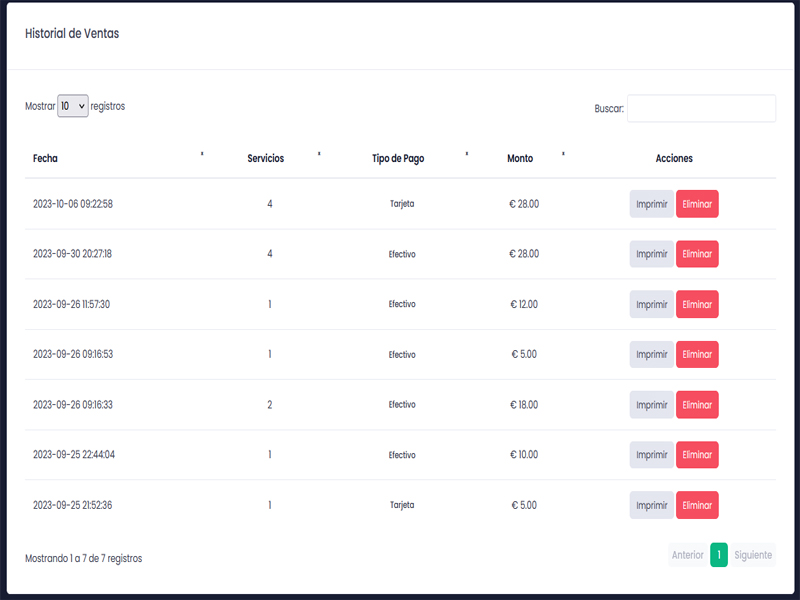 Historial de Ventas
Mostrar 10 registros
Buscar:
Fecha Servicios Tipo de Pago Monto Acciones
2023-10-06 09:22:58 4 Tarjeta € 28.00 Imprimir Eliminar
2023-09-30 20:27:18 4 Efectivo € 28.00 Imprimir Eliminar
2023-09-26 11:57:30 1 Efectivo € 12.00 Imprimir Eliminar
2023-09-26 09:16:53 1 Efectivo € 5.00 Imprimir Eliminar
2023-09-26 09:16:33 2 Efectivo € 18.00 Imprimir Eliminar
2023-09-25 22:44:04 1 Efectivo € 10.00 Imprimir Eliminar
2023-09-25 21:52:36 1 Tarjeta € 5.00 Imprimir Eliminar
Mostrando 1 a 7 de 7 registros
Anterior 1 Siguiente